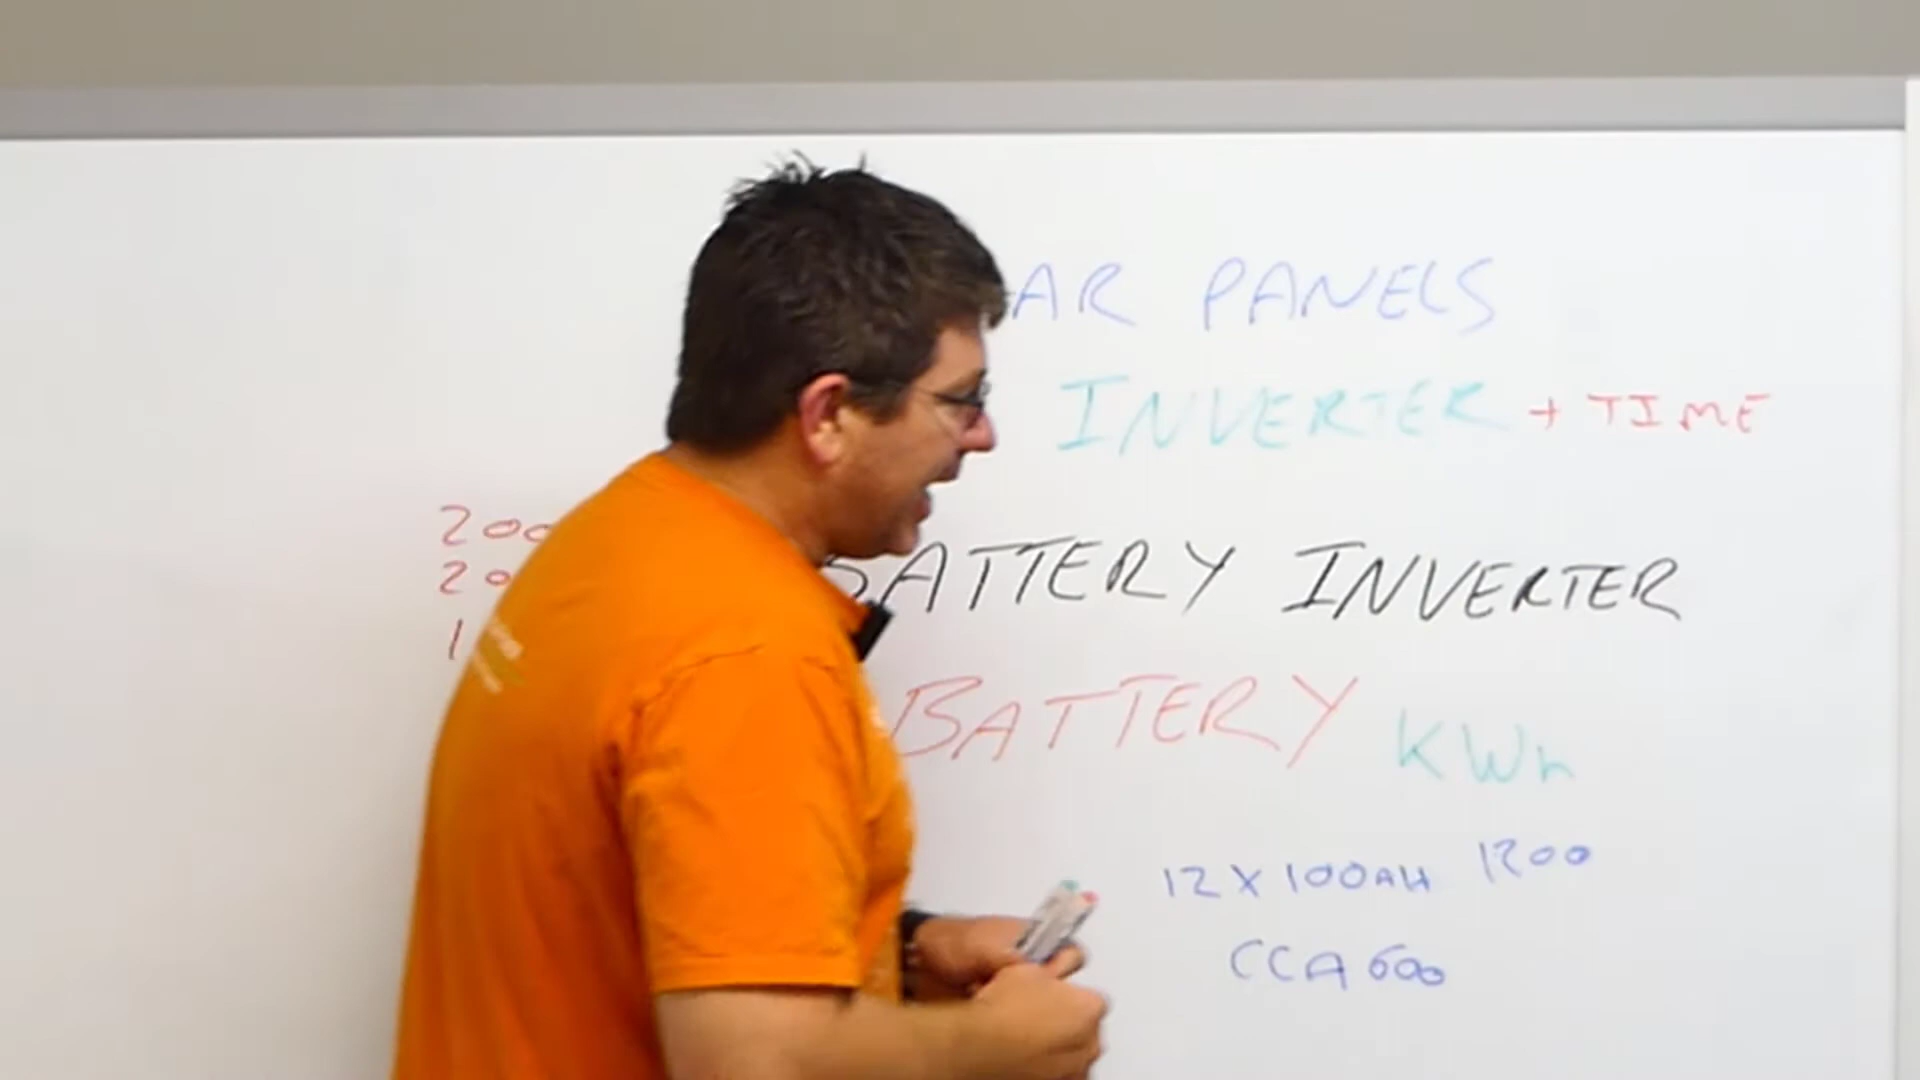 AR PANELS
INVERTER + TIME
200
BATTERY INVERTER
20
1
BATTERY KWh
12 X 100AH 1200
CCA 600